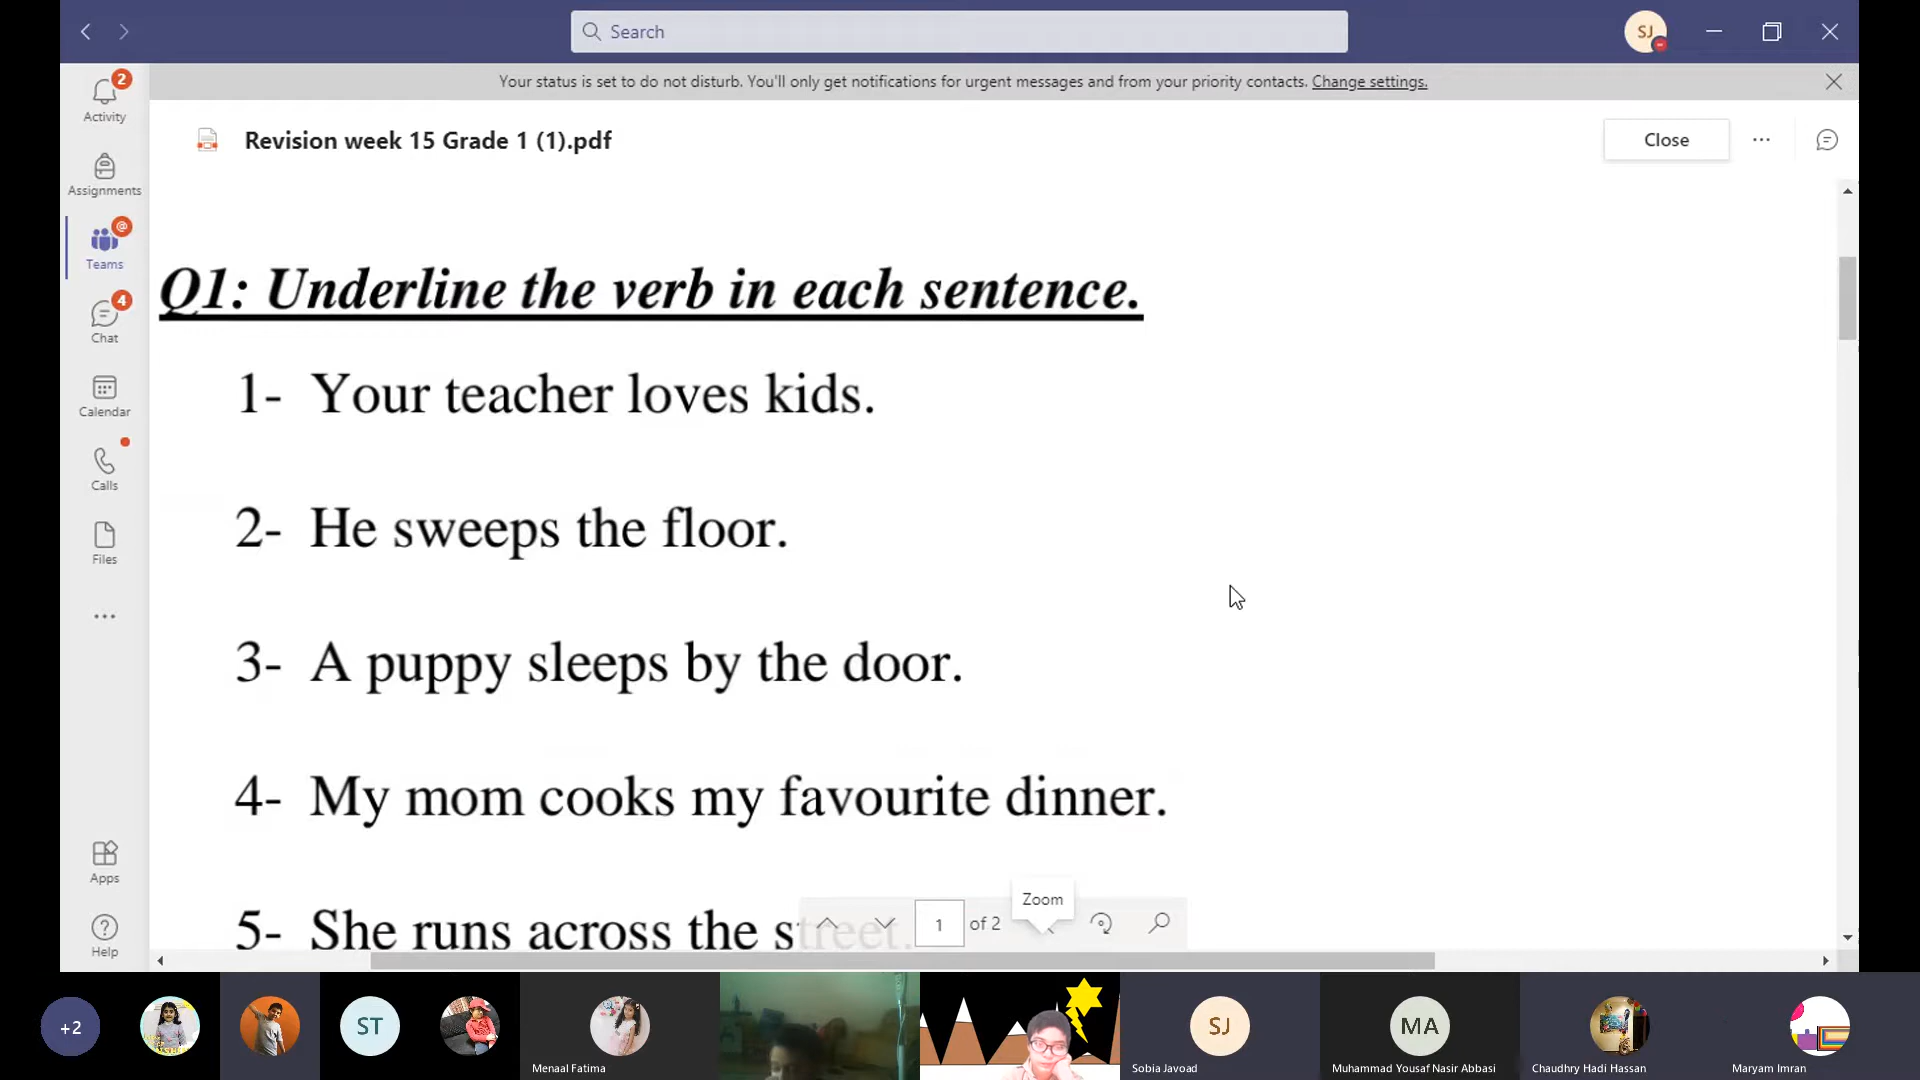 Search
SJ
Your status is set to do not disturb. You'll only get notifications for urgent messages and from your priority contacts. Change settings.
2
Activity
Revision week 15 Grade 1 (1).pdf
Close
Assignments
@
Teams
4
Chat
Calendar
Calls
Files
Apps
Help
Q1: Underline the verb in each sentence.
1- Your teacher loves kids.
2- He sweeps the floor.
3- A puppy sleeps by the door.
4- My mom cooks my favourite dinner.
5- She runs across the street.
Zoom
1 of 2
+2
ST
SJ
MA
Menaal Fatima
Sobia Javoad
Muhammad Yousaf Nasir Abbasi
Chaudhry Hadi Hassan
Maryam Imran